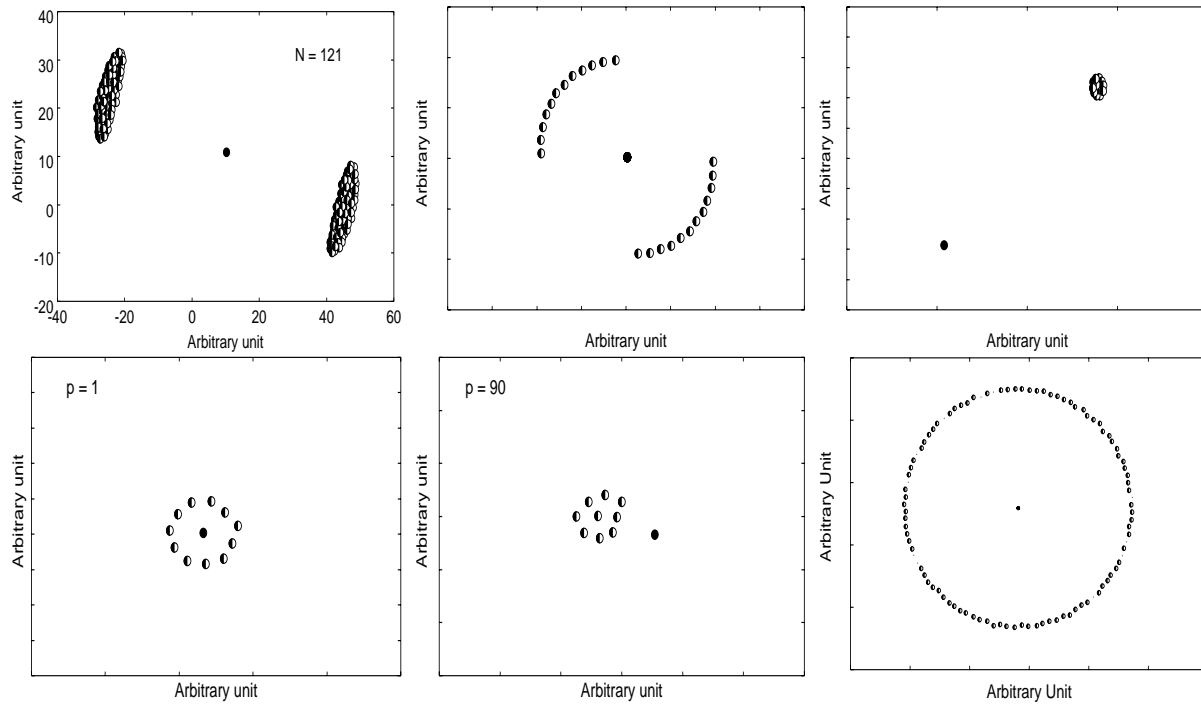 40
30
20
10
0
-10
-20
-40
-20
0
20
40
60
N = 121
Arbitrary unit
Arbitrary unit
Arbitrary unit
Arbitrary unit
Arbitrary unit
Arbitrary unit
p = 1
Arbitrary unit
Arbitrary unit
p = 90
Arbitrary unit
Arbitrary unit
Arbitrary Unit
Arbitrary Unit